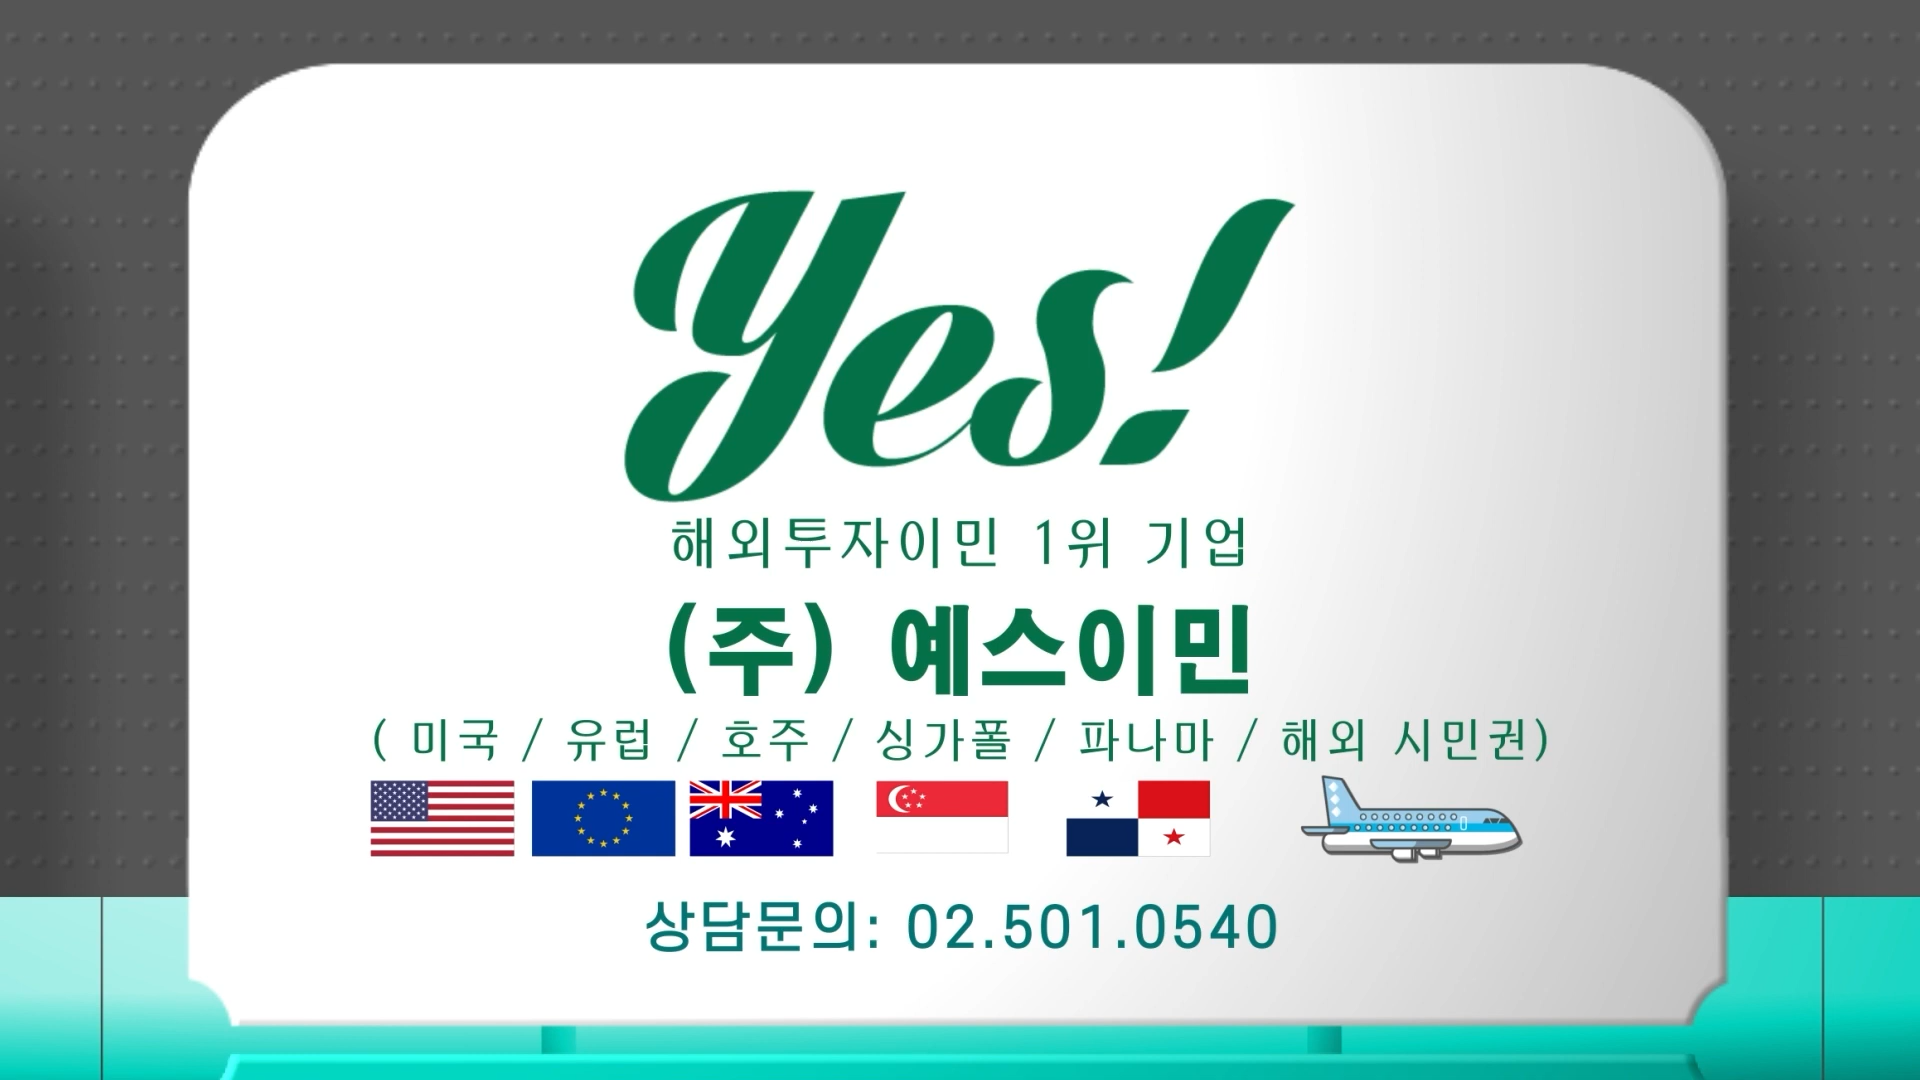 Yes!
해외투자이민 1위 기업
(주) 예스이민
( 미국 / 유럽 / 호주 / 싱가폴 / 파나마 / 해외 시민권)
상담문의: 02.501.0540